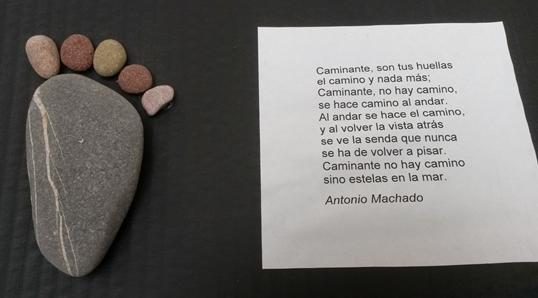 Caminante, son tus huellas
el camino y nada más;
Caminante, no hay camino,
se hace camino al andar.
Al andar se hace el camino,
y al volver la vista atrás
se ve la senda que nunca
se ha de volver a pisar.
Caminante no hay camino
sino estelas en la mar.
Antonio Machado